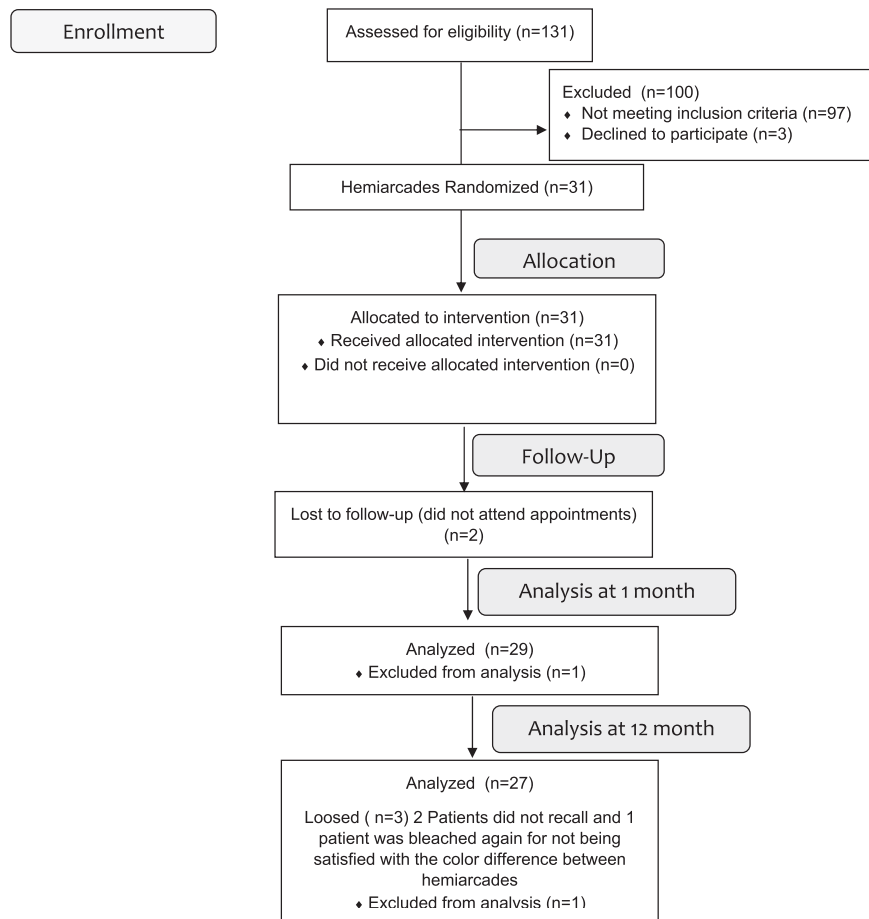 Enrollment
Assessed for eligibility (n=131)
Excluded (n=100)
♦ Not meeting inclusion criteria (n=97)
♦ Declined to participate (n=3)
Hemiarcades Randomized (n=31)
Allocation
Allocated to intervention (n=31)
♦ Received allocated intervention (n=31)
♦ Did not receive allocated intervention (n=0)
Follow-Up
Lost to follow-up (did not attend appointments)
(n=2)
Analysis at 1 month
Analyzed (n=29)
♦ Excluded from analysis (n=1)
Analysis at 12 month
Analyzed (n=27)
Loosed ( n=3) 2 Patients did not recall and 1
patient was bleached again for not being
satisfied with the color difference between
hemiarcades
♦ Excluded from analysis (n=1)